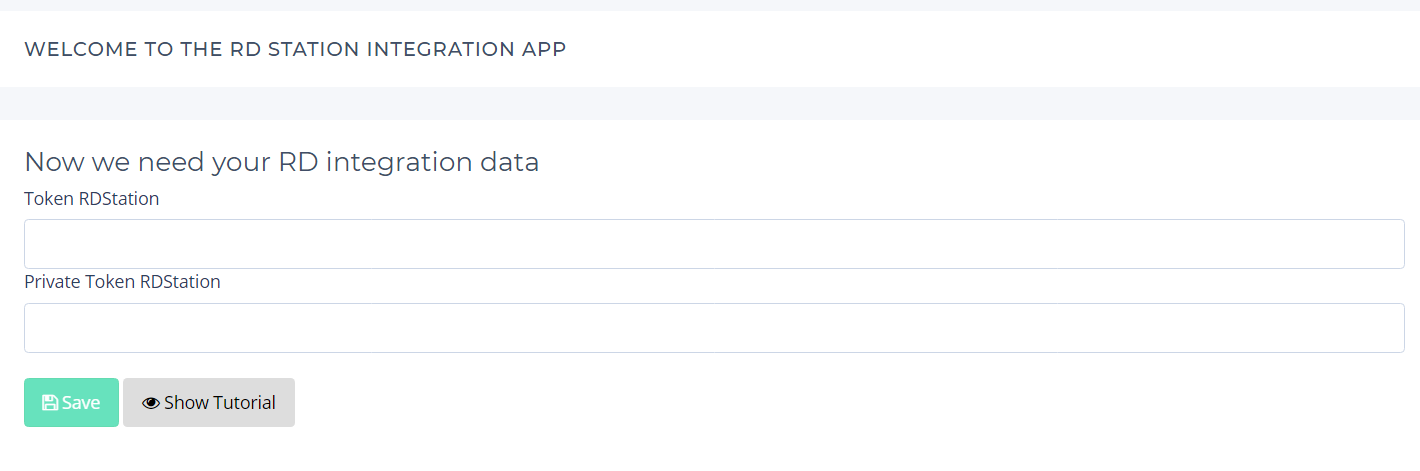 WELCOME TO THE RD STATION INTEGRATION APP
Now we need your RD integration data
Token RDStation
Private Token RDStation
Save Show Tutorial